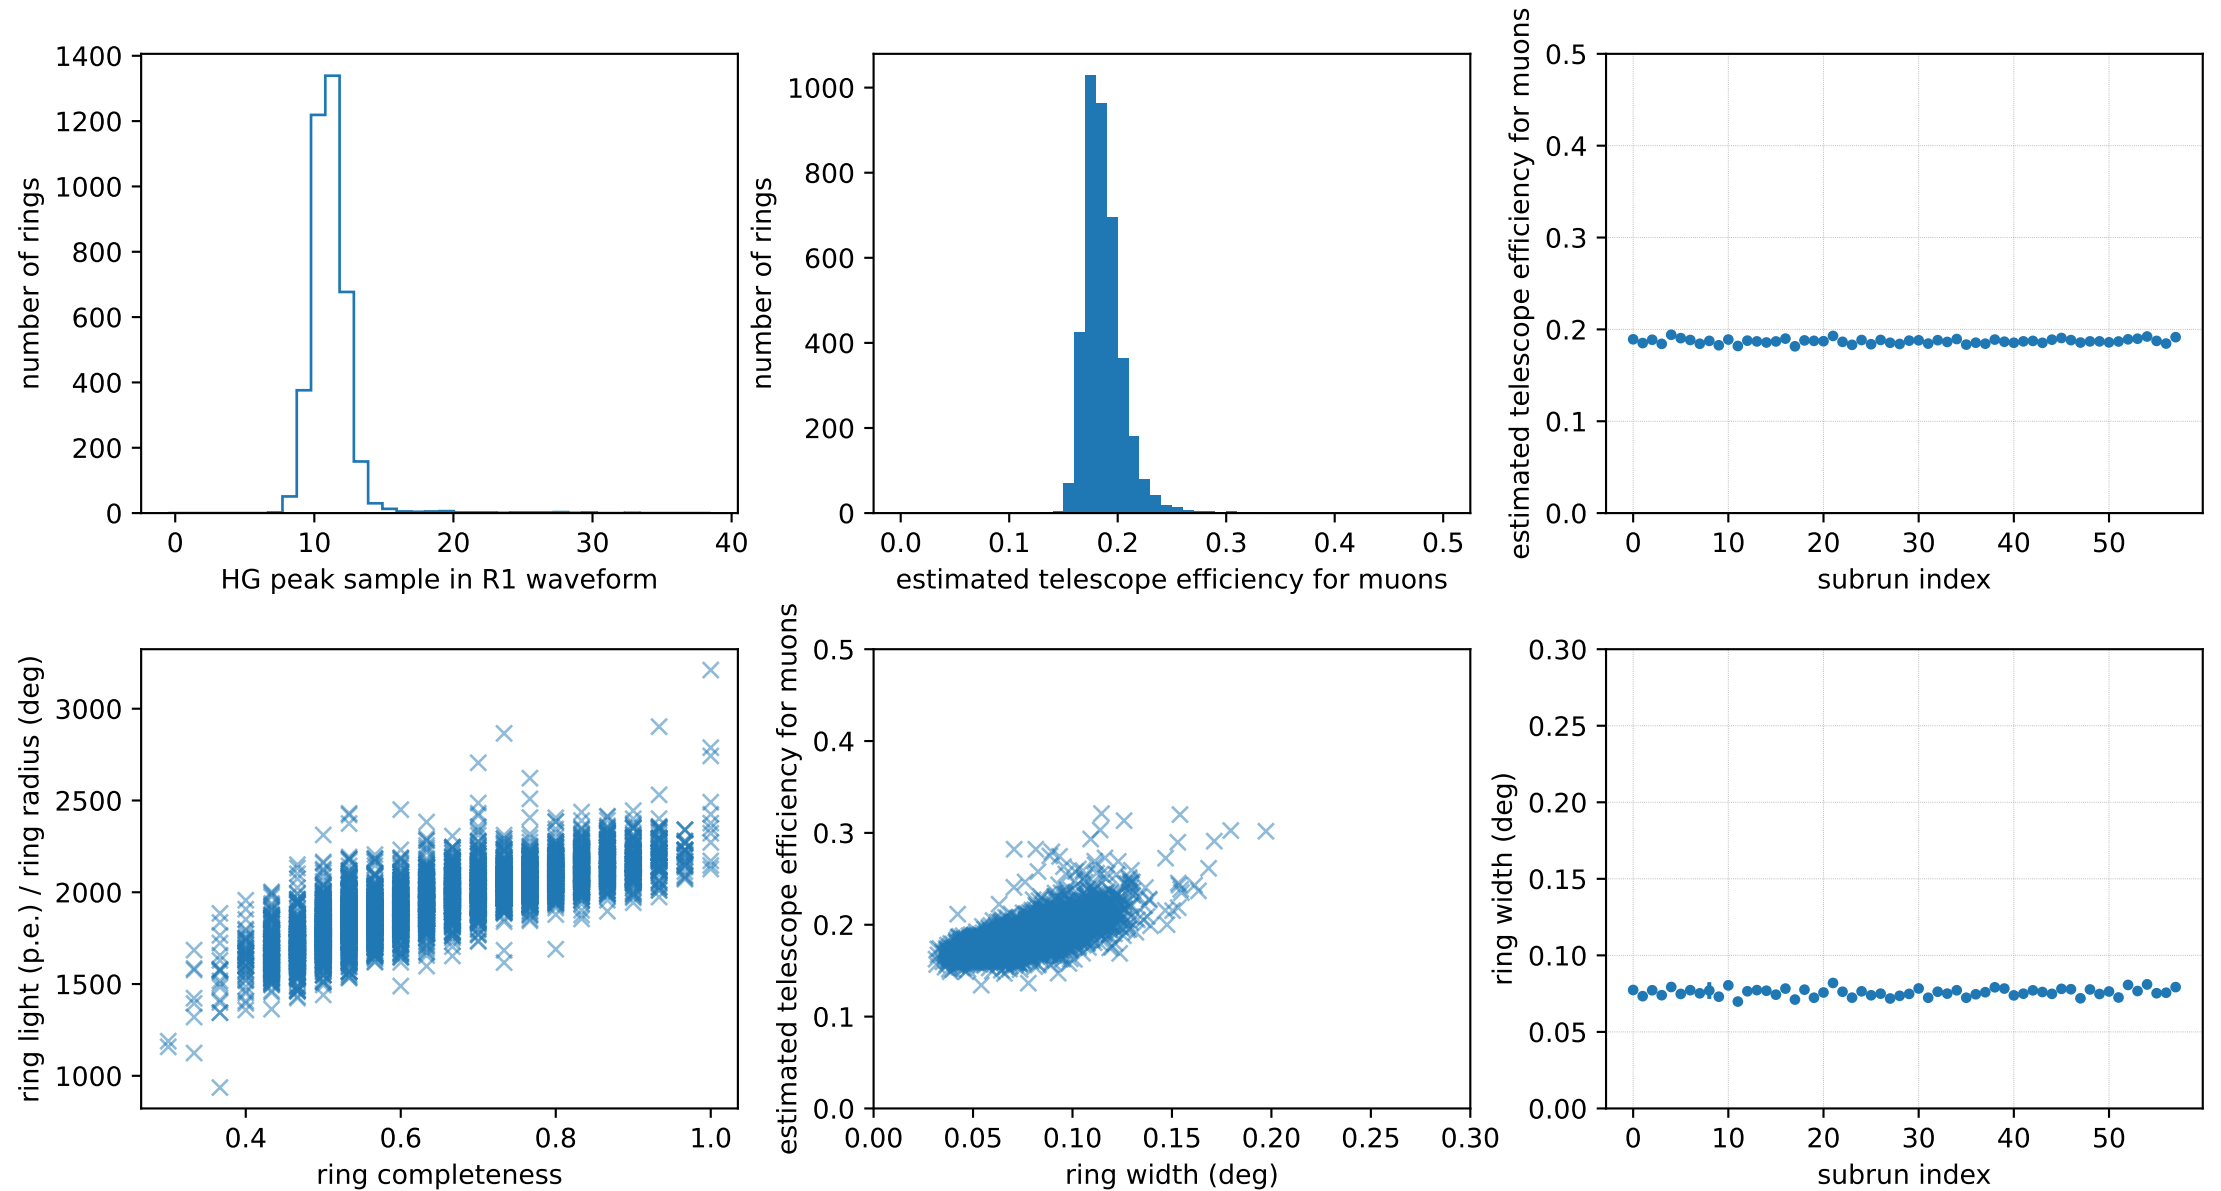 1400
1200
1000
800
600
400
200
0
number of rings
0 10 20 30 40
HG peak sample in R1 waveform
1000
800
600
400
200
0
number of rings
0.0 0.1 0.2 0.3 0.4 0.5
estimated telescope efficiency for muons
0.5
0.4
0.3
0.2
0.1
0.0
estimated telescope efficiency for muons
0 10 20 30 40 50
subrun index
3000
2500
2000
1500
1000
ring light (p.e.) / ring radius (deg)
0.4 0.6 0.8 1.0
ring completeness
0.5
0.4
0.3
0.2
0.1
0.0
estimated telescope efficiency for muons
0.00 0.05 0.10 0.15 0.20 0.25 0.30
ring width (deg)
0.30
0.25
0.20
0.15
0.10
0.05
0.00
ring width (deg)
0 10 20 30 40 50
subrun index